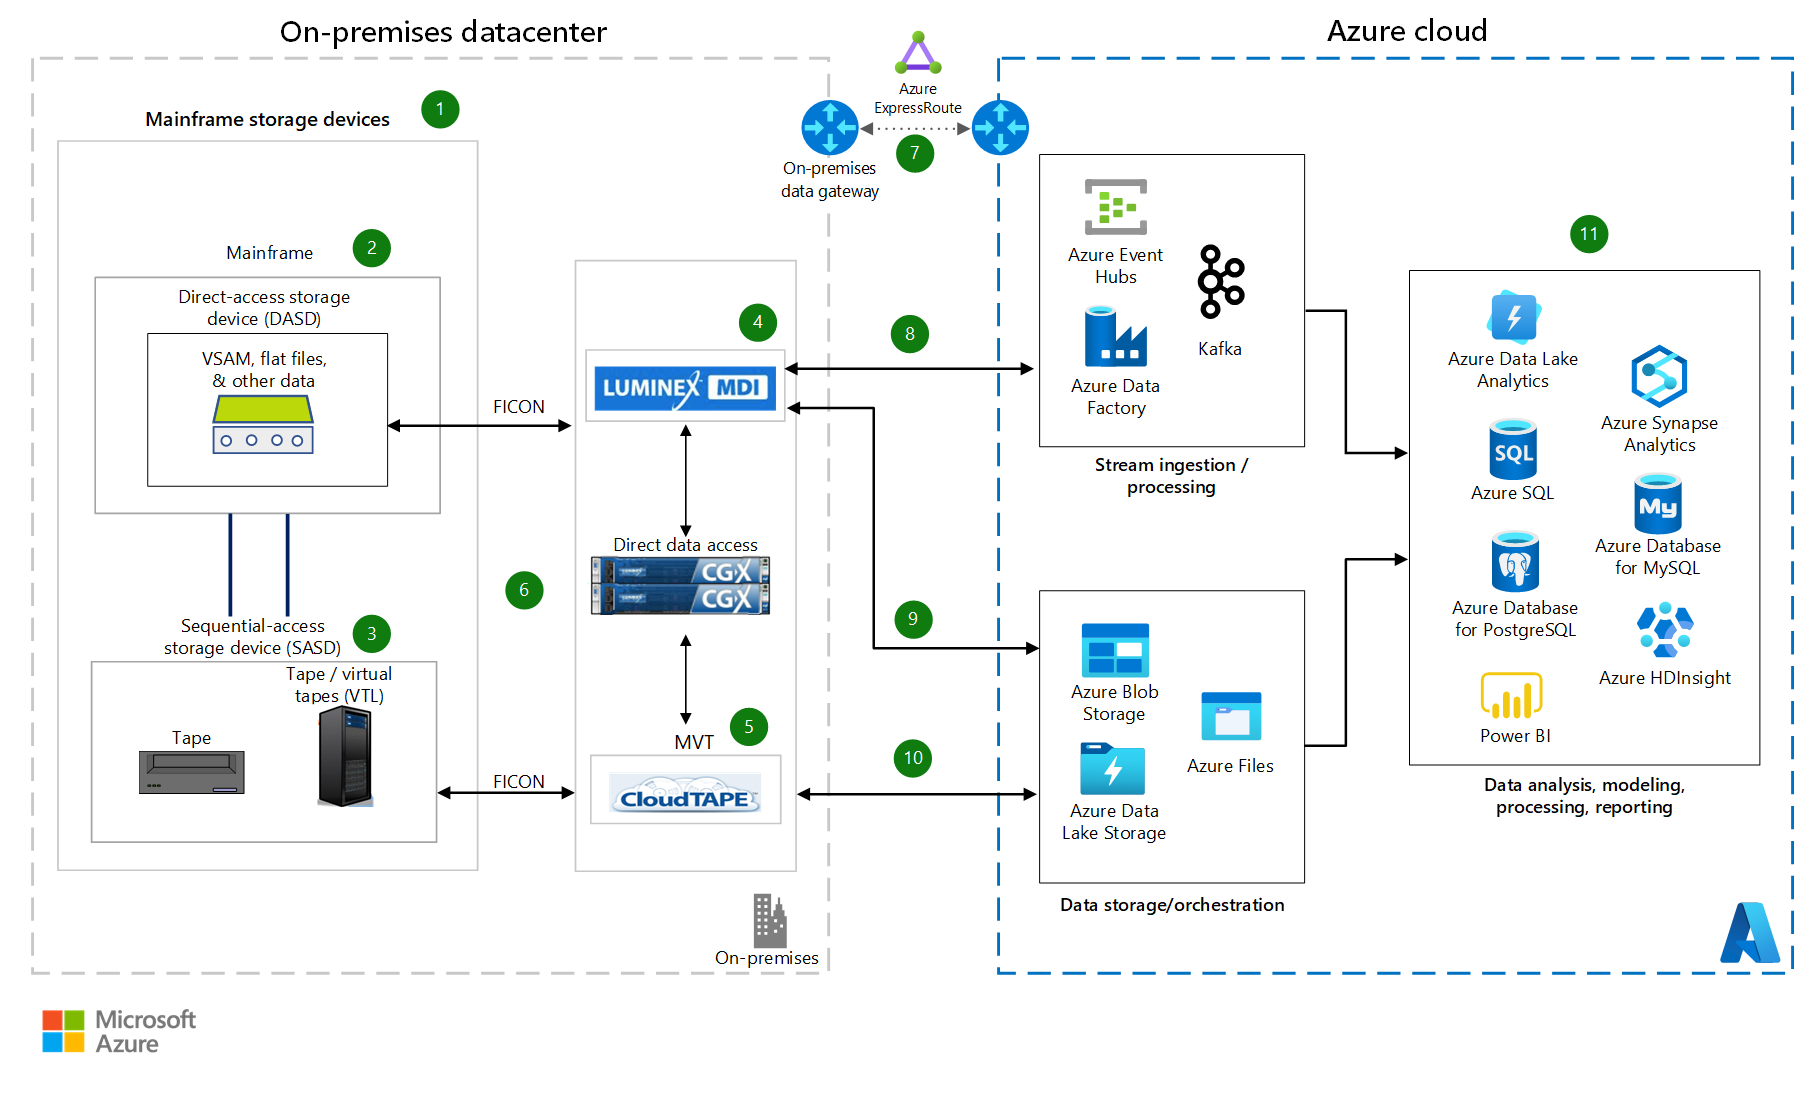 On-premises datacenter
Azure cloud
Azure
ExpressRoute
7
On-premises
data gateway
Mainframe storage devices
1
Mainframe
2
Direct-access storage
device (DASD)
VSAM, flat files,
& other data
FICON
Sequential-access
storage device (SASD)
3
Tape / virtual
tapes (VTL)
Tape
FICON
4
LUMINEX MDI
Direct data access
CGX
CGX
6
MVT
5
CloudTAPE
On-premises
8
9
10
Azure Event
Hubs
Kafka
Azure Data
Factory
Stream ingestion /
processing
Azure Blob
Storage
Azure Files
Azure Data
Lake Storage
Data storage/orchestration
11
Azure Data Lake
Analytics
Azure Synapse
Analytics
SQL
Azure SQL
My
Azure Database
for MySQL
Azure Database
for PostgreSQL
Azure HDInsight
Power BI
Data analysis, modeling,
processing, reporting
Microsoft
Azure